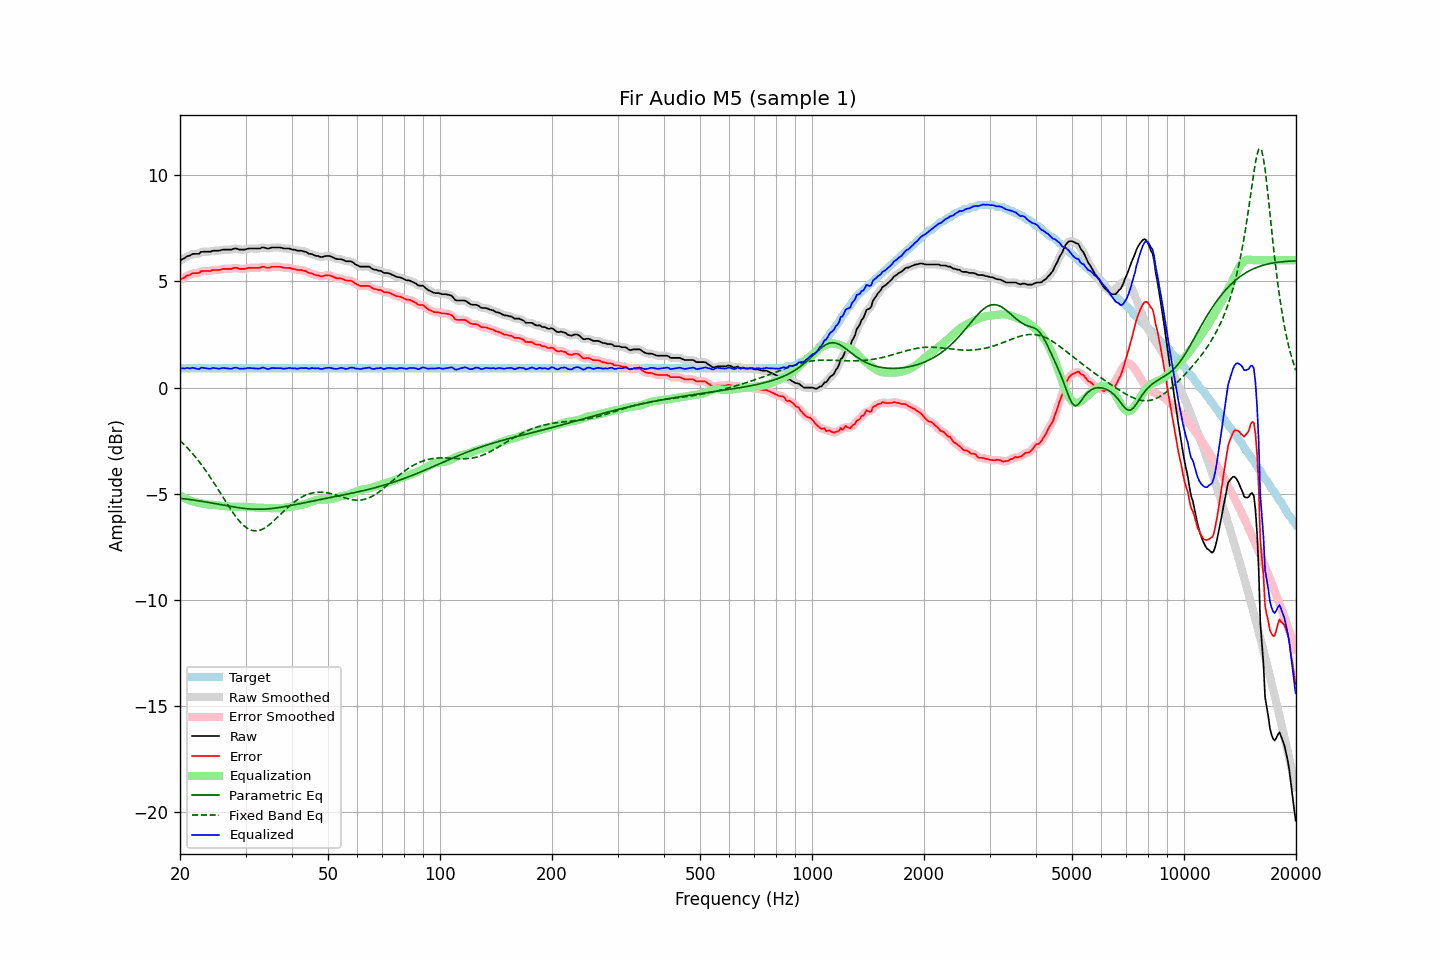 Fir Audio M5 (sample 1)
10
5
0
−5
−10
−15
−20
Amplitude (dBr)
Target
Raw Smoothed
Error Smoothed
Raw
Error
Equalization
Parametric Eq
Fixed Band Eq
Equalized
20 50 100 200 500 1000 2000 5000 10000 20000
Frequency (Hz)